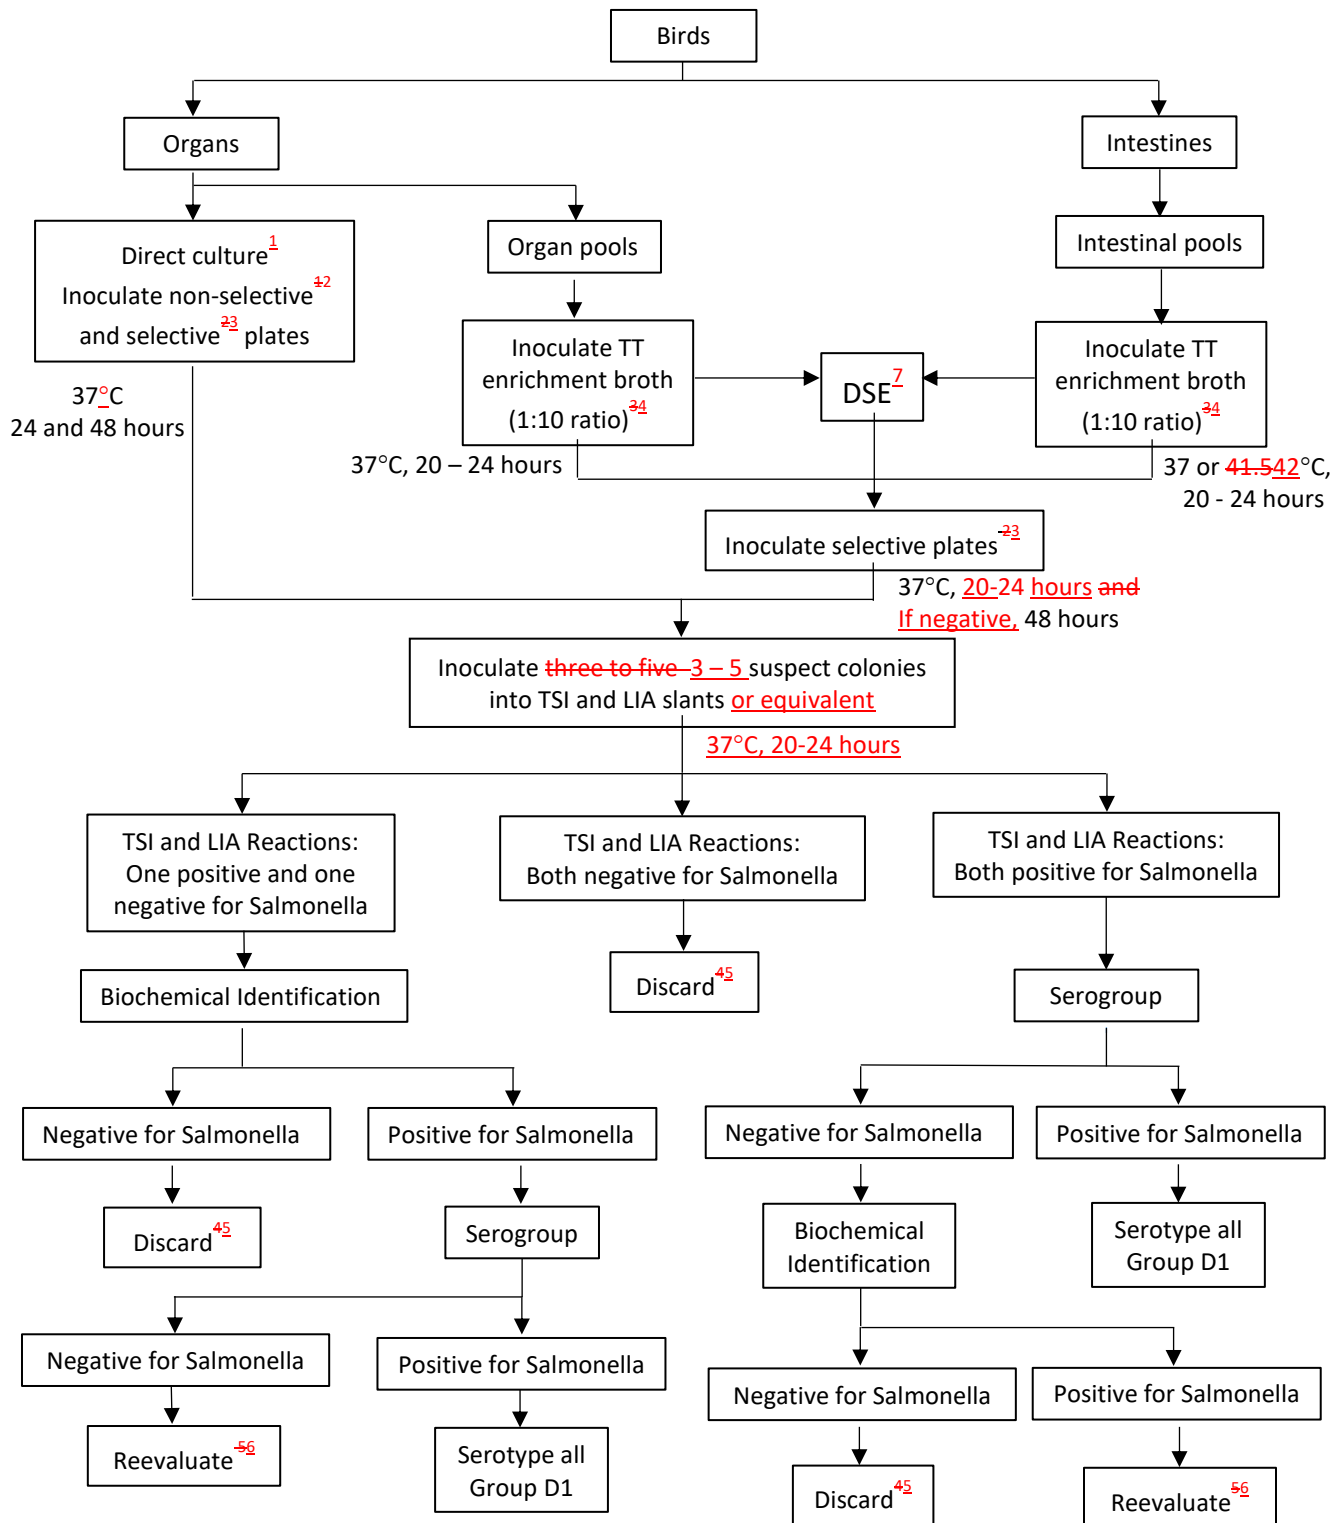 Birds
Organs
Intestines
Direct culture1
Inoculate non-selective12
and selective23 plates
Organ pools
Intestinal pools
Inoculate TT
enrichment broth
(1:10 ratio)34
DSE7
Inoculate TT
enrichment broth
(1:10 ratio)34
37°C
24 and 48 hours
37°C, 20 – 24 hours
37 or 41.542°C,
20 - 24 hours
Inoculate selective plates 23
37°C, 20-24 hours and
If negative, 48 hours
Inoculate three to five 3 – 5 suspect colonies
into TSI and LIA slants or equivalent
37°C, 20-24 hours
TSI and LIA Reactions:
One positive and one
negative for Salmonella
TSI and LIA Reactions:
Both negative for Salmonella
TSI and LIA Reactions:
Both positive for Salmonella
Biochemical Identification
Discard45
Serogroup
Negative for Salmonella
Positive for Salmonella
Negative for Salmonella
Positive for Salmonella
Discard45
Serogroup
Biochemical
Identification
Serotype all
Group D1
Negative for Salmonella
Positive for Salmonella
Negative for Salmonella
Positive for Salmonella
Reevaluate 56
Serotype all
Group D1
Discard45
Reevaluate56